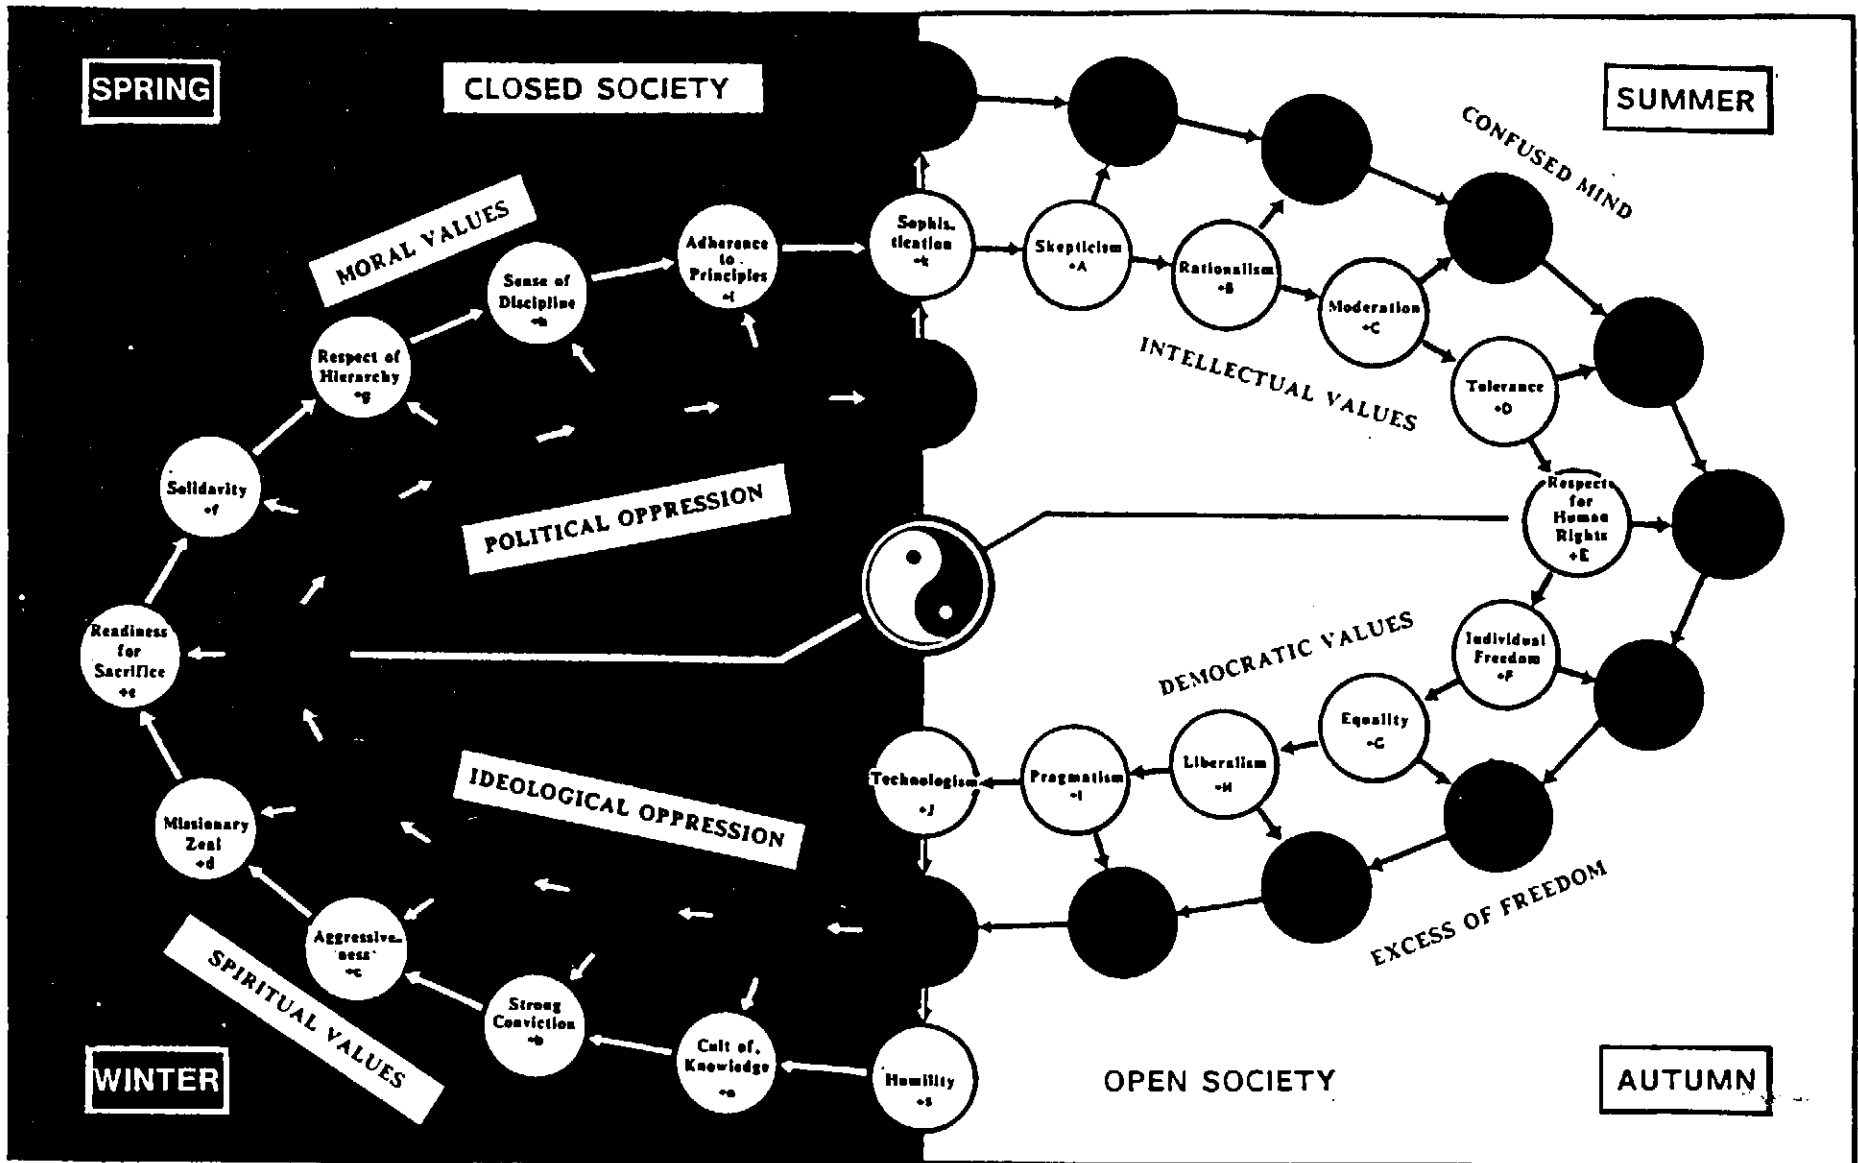 SPRING
CLOSED SOCIETY
SUMMER
CONFUSED MIND
MORAL VALUES
Sophis-
tication
+k
Adherance
to
Principles
Skepticism
+A
Rationalism
+B
Sense of
Discipline
+h
Moderation
+C
INTELLECTUAL VALUES
Respect of
Hierarchy
+g
Tolerance
+D
Solidarity
+f
POLITICAL OPPRESSION
Respect
for
Human
Rights
+E
Readiness
for
Sacrifice
+e
DEMOCRATIC VALUES
Individual
Freedom
+F
Equality
+G
Liberalism
+H
Pragmatism
+I
Technologism
+J
IDEOLOGICAL OPPRESSION
Missionary
Zeal
+d
EXCESS OF FREEDOM
Aggressive-
ness
+c
SPIRITUAL VALUES
Strong
Conviction
+b
Cult of
Knowledge
+a
Humility
WINTER
OPEN SOCIETY
AUTUMN